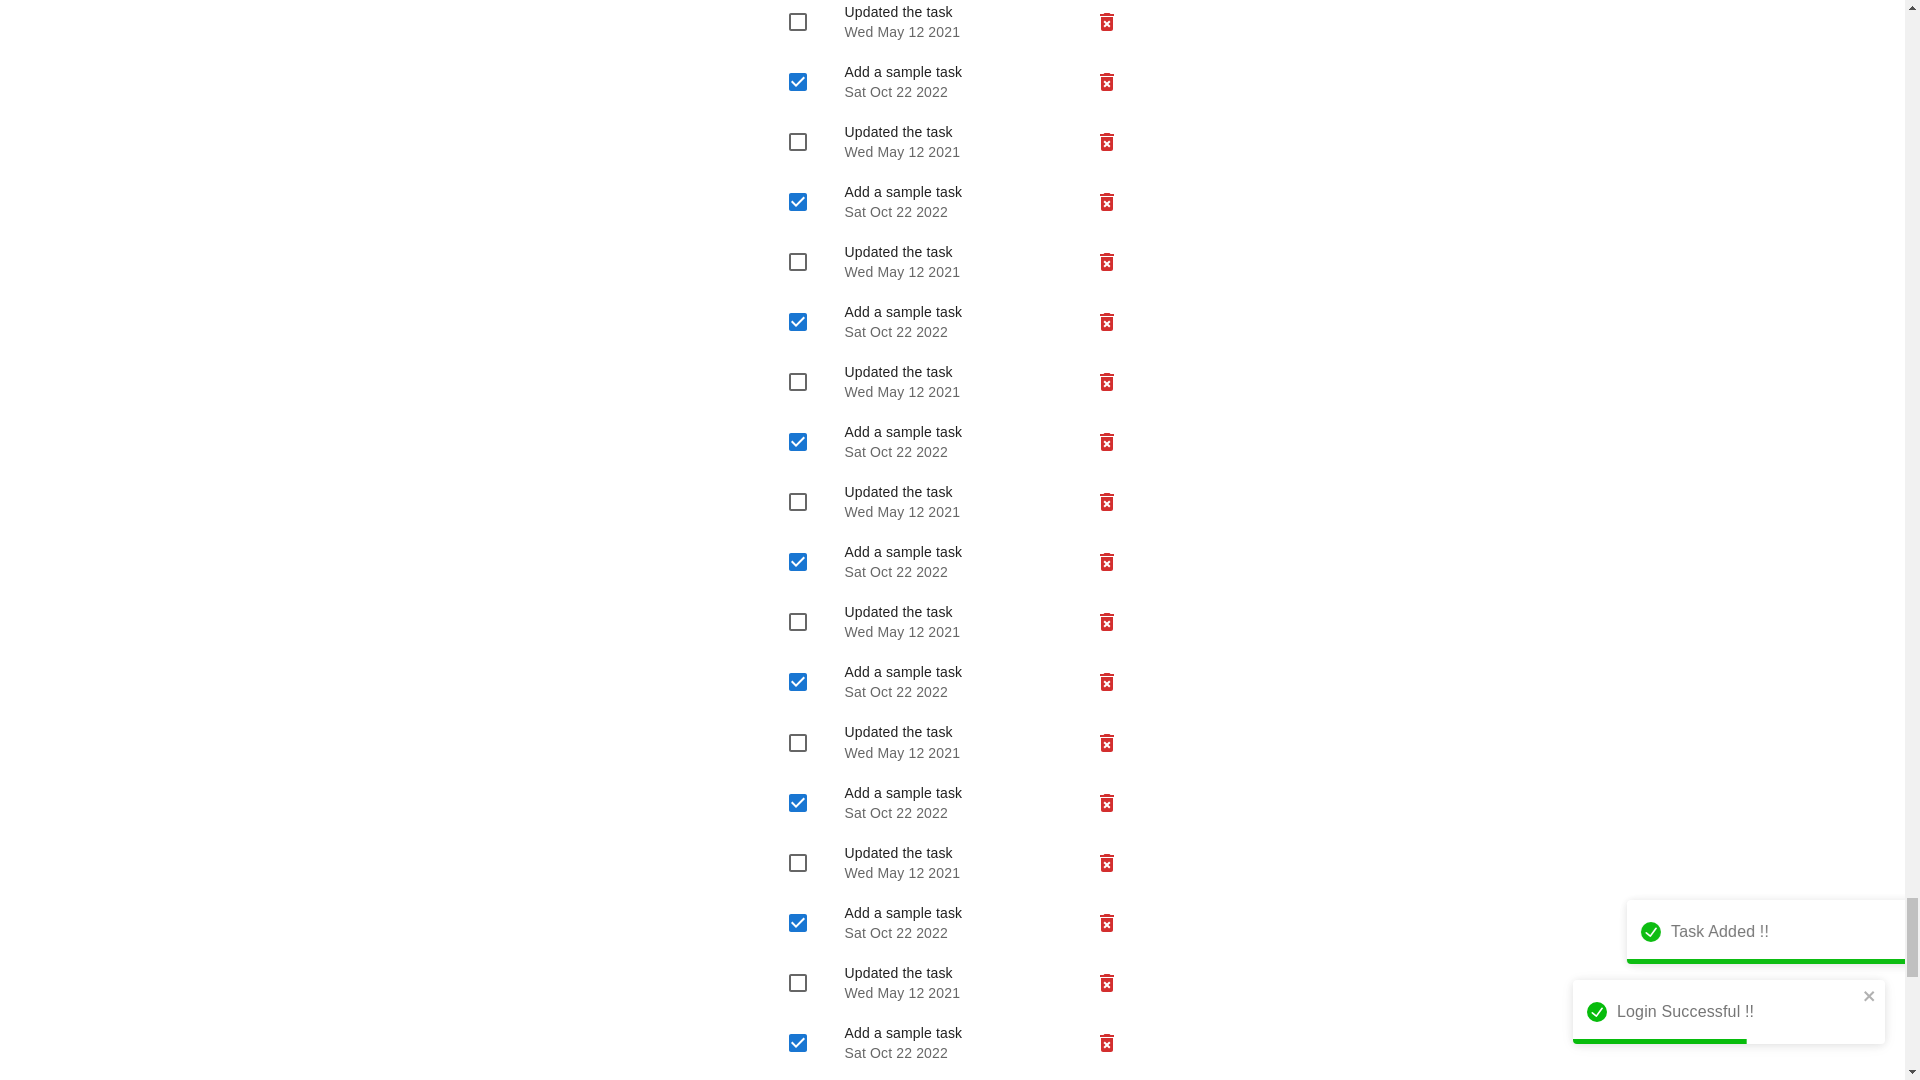 Updated the task
Wed May 12 2021
Add a sample task
Sat Oct 22 2022
Updated the task
Wed May 12 2021
Add a sample task
Sat Oct 22 2022
Updated the task
Wed May 12 2021
Add a sample task
Sat Oct 22 2022
Updated the task
Wed May 12 2021
Add a sample task
Sat Oct 22 2022
Updated the task
Wed May 12 2021
Add a sample task
Sat Oct 22 2022
Updated the task
Wed May 12 2021
Add a sample task
Sat Oct 22 2022
Updated the task
Wed May 12 2021
Add a sample task
Sat Oct 22 2022
Updated the task
Wed May 12 2021
Add a sample task
Sat Oct 22 2022
Updated the task
Wed May 12 2021
Add a sample task
Sat Oct 22 2022
Task Added !!
Login Successful !!